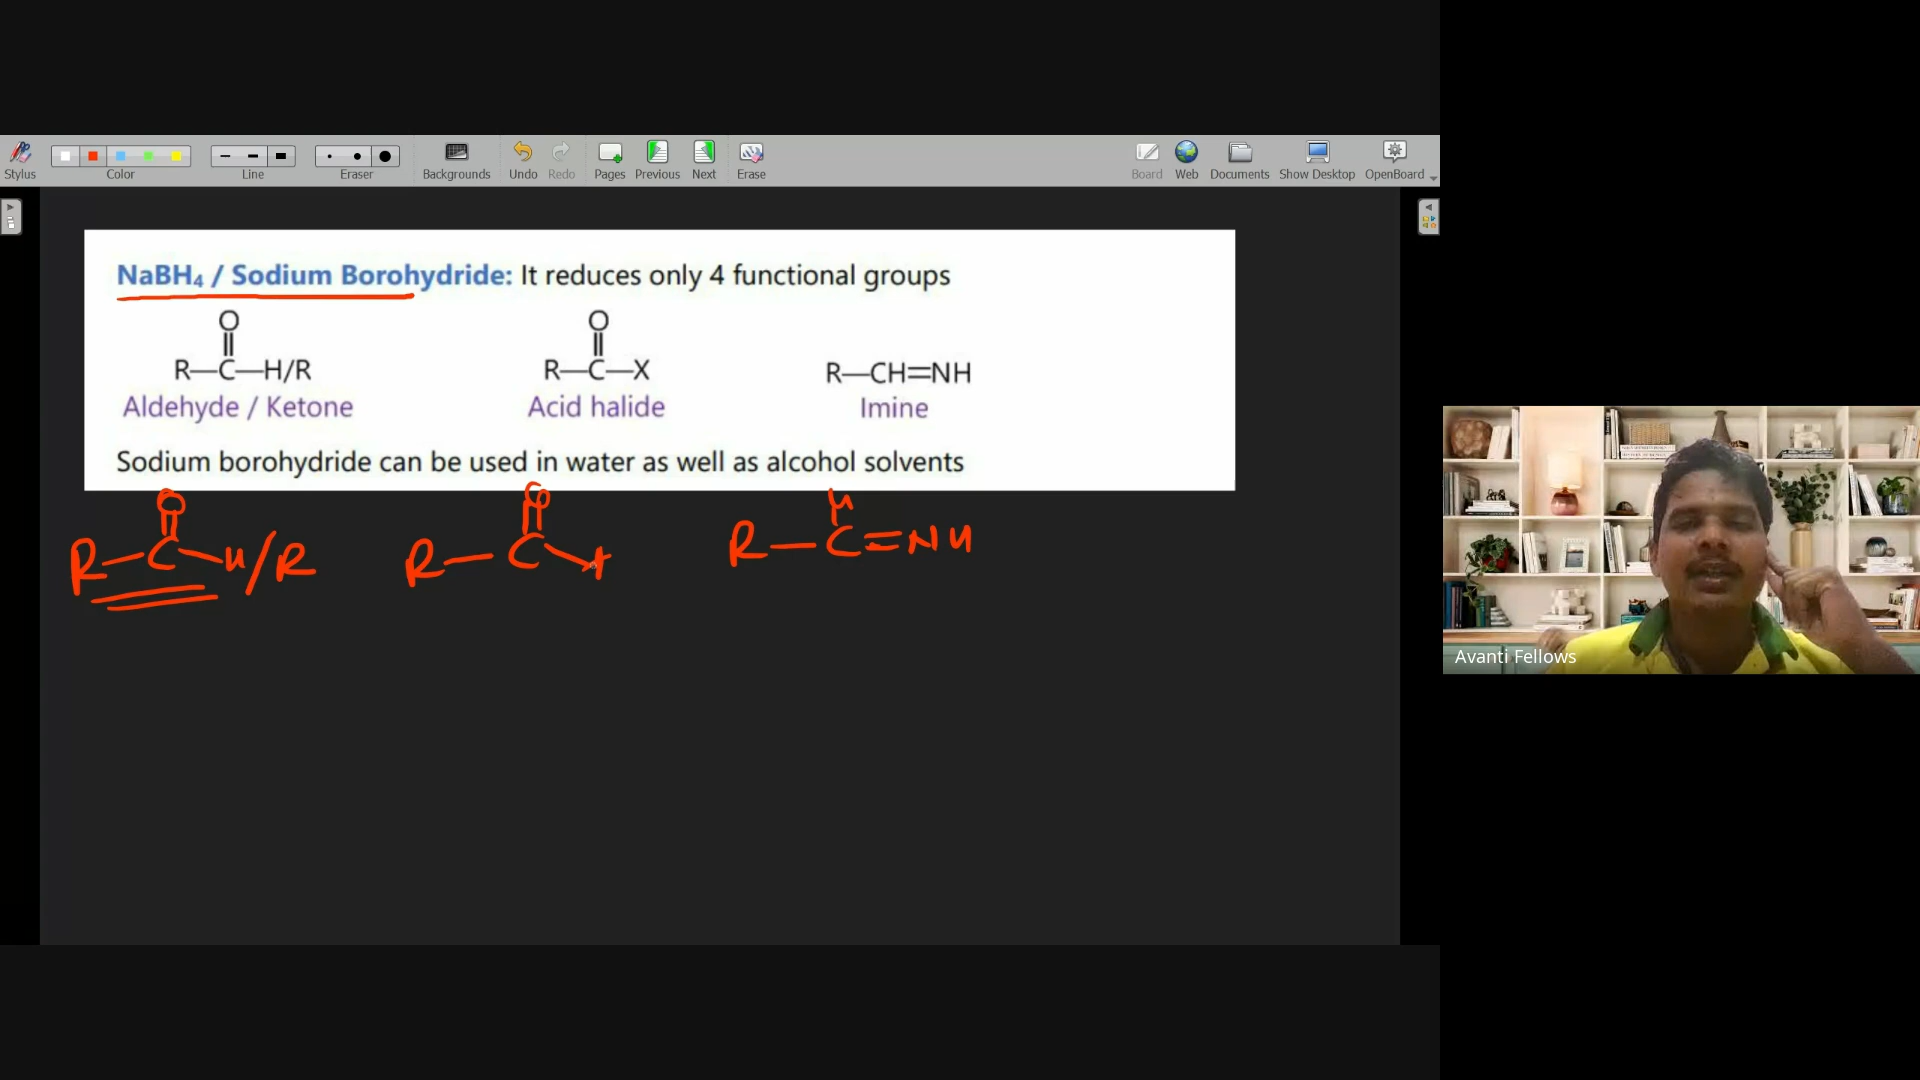 Stylus Color Line Eraser Backgrounds Undo Redo Pages Previous Next Erase Board Web Documents Show Desktop OpenBoard
NaBH₄ / Sodium Borohydride: It reduces only 4 functional groups
O O
R—C—H/R R—C—X R—CH=NH
Aldehyde / Ketone Acid halide Imine
Sodium borohydride can be used in water as well as alcohol solvents
O O H
R—C—H/R R—C—X R—C=NH
Avanti Fellows